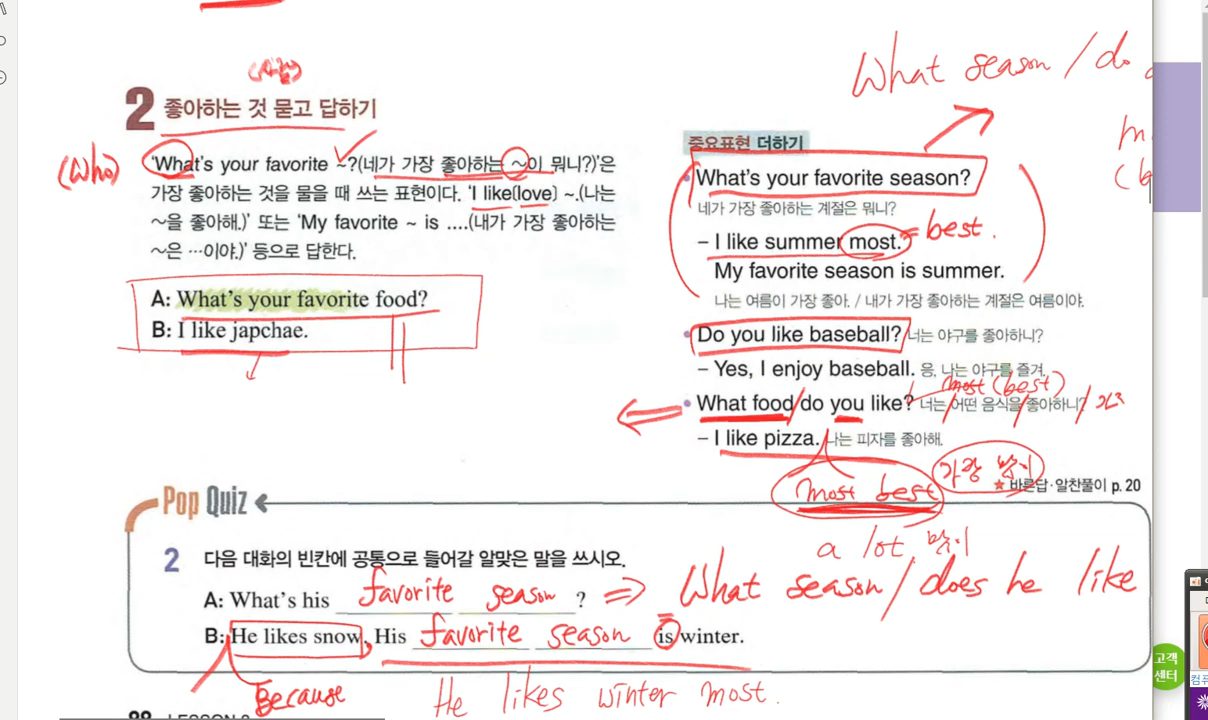 (사람)
What season / do
2 좋아하는 것 묻고 답하기
(Who)
'What's your favorite ~?(네가 가장 좋아하는 ~이 뭐니?)'은
가장 좋아하는 것을 물을 때 쓰는 표현이다. 'I like(love) ~.(나는
~을 좋아해.)' 또는 'My favorite ~ is ....(내가 가장 좋아하는
~은 …이야.)' 등으로 답한다.
A: What's your favorite food?
B: I like japchae.
중요표현 더하기
• What's your favorite season?
네가 가장 좋아하는 계절은 뭐니?
– I like summer most. = best.
My favorite season is summer.
나는 여름이 가장 좋아. / 내가 가장 좋아하는 계절은 여름이야.
• Do you like baseball? 너는 야구를 좋아하니?
– Yes, I enjoy baseball. 응, 나는 야구를 즐겨.
most (best)
• What food / do you like? 너는 / 어떤 음식을 / 좋아하니? /
– I like pizza. 나는 피자를 좋아해.
most best
가장 많이
★ 바른답·알찬풀이 p. 20
a lot 많이
Pop Quiz
2 다음 대화의 빈칸에 공통으로 들어갈 알맞은 말을 쓰시오.
A: What's his favorite season ? ⇒ What season / does he like
B: He likes snow. His favorite season is winter.
Because
He likes winter most.
88 LESSON
고객
센터